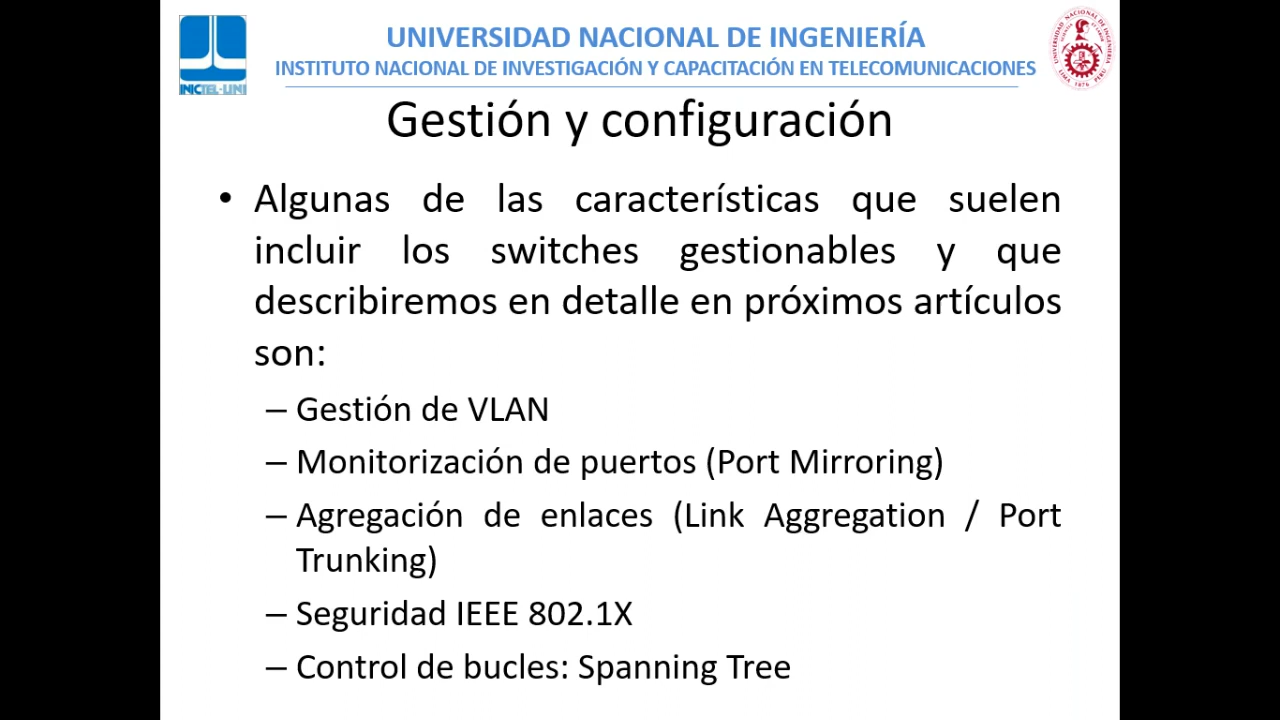 UNIVERSIDAD NACIONAL DE INGENIERÍA
INSTITUTO NACIONAL DE INVESTIGACIÓN Y CAPACITACIÓN EN TELECOMUNICACIONES
INICTEL-UNI
Gestión y configuración
• Algunas de las características que suelen
incluir los switches gestionables y que
describiremos en detalle en próximos artículos
son:
– Gestión de VLAN
– Monitorización de puertos (Port Mirroring)
– Agregación de enlaces (Link Aggregation / Port
Trunking)
– Seguridad IEEE 802.1X
– Control de bucles: Spanning Tree